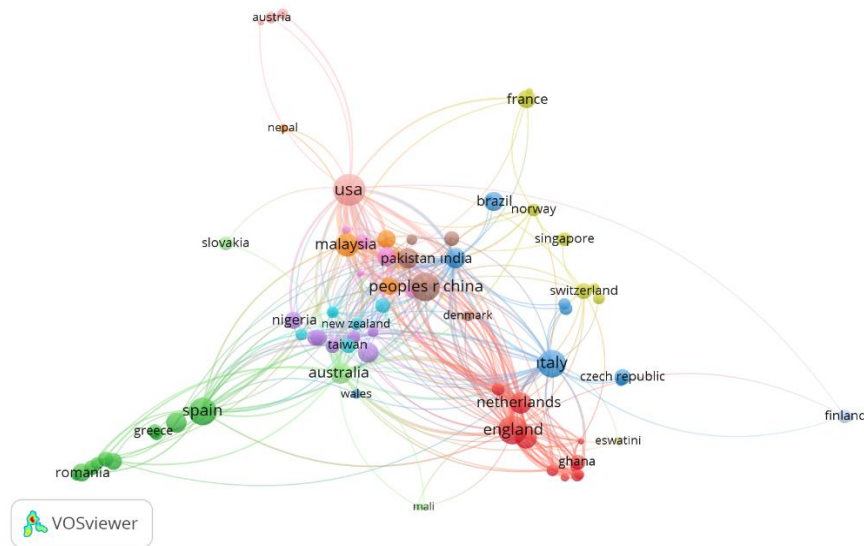 austria
france
nepal
usa
brazil
norway
slovakia
malaysia
singapore
pakistan
india
peoples r china
switzerland
nigeria
new zealand
denmark
taiwan
australia
italy
czech republic
wales
netherlands
spain
finland
greece
england
eswatini
romania
ghana
mali
VOSviewer